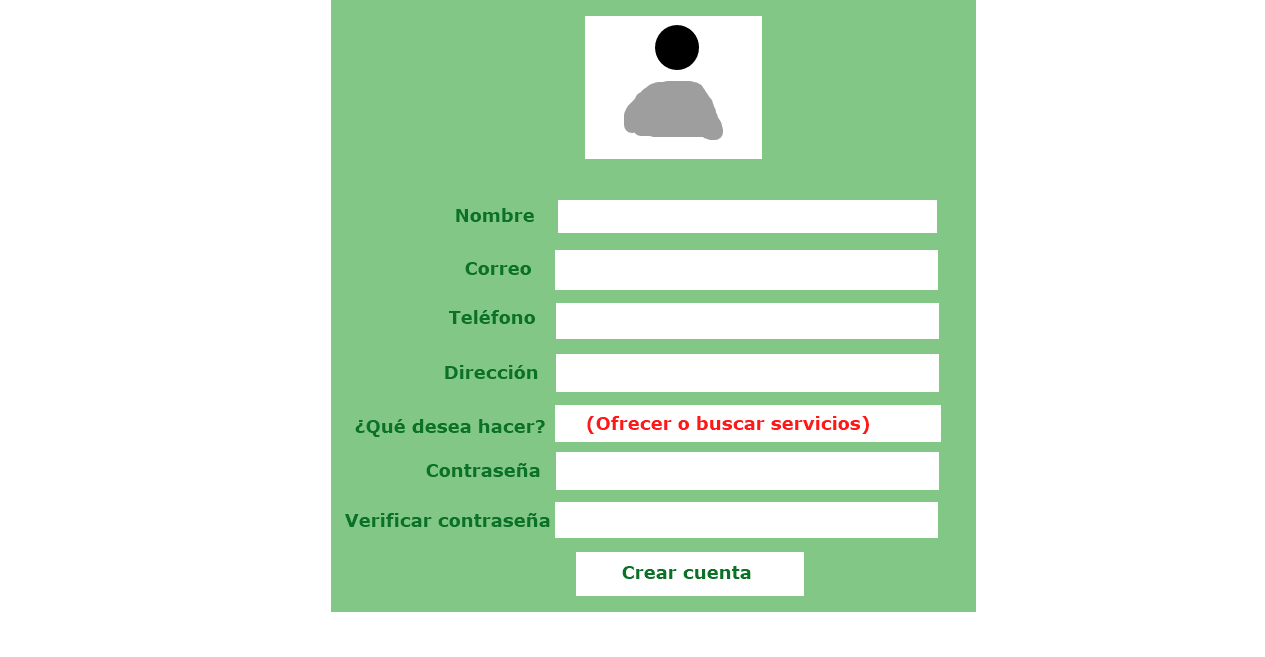 Nombre
Correo
Teléfono
Dirección
¿Qué desea hacer? (Ofrecer o buscar servicios)
Contraseña
Verificar contraseña
Crear cuenta